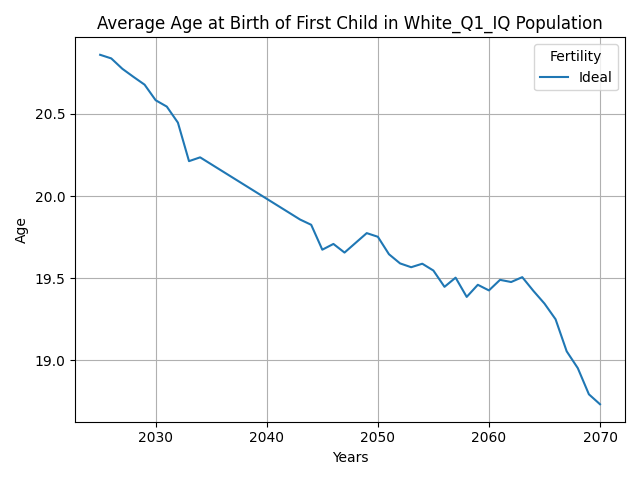 Average Age at Birth of First Child in White_Q1_IQ Population
Fertility
Ideal
20.5
20.0
19.5
19.0
Age
2030
2040
2050
2060
2070
Years